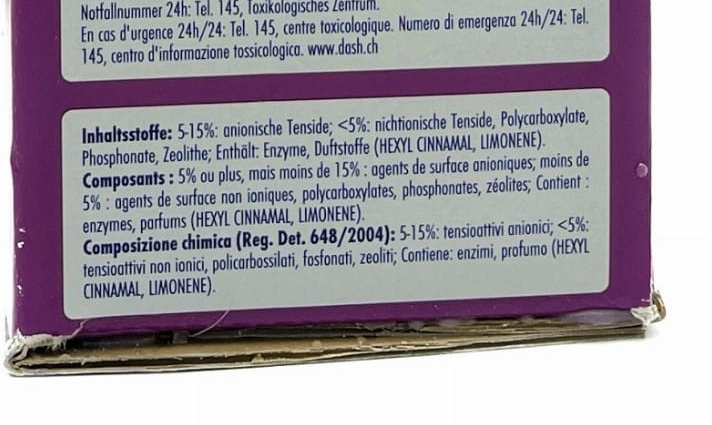 Notfallnummer 24h: Tel. 145, Toxikologisches Zentrum.
En cas d'urgence 24h/24: Tel. 145, centre toxicologique. Numero di emergenza 24h/24: Tel.
145, centro d'informazione tossicologica. www.dash.ch
Inhaltsstoffe: 5-15%: anionische Tenside; <5%: nichtionische Tenside, Polycarboxylate,
Phosphonate, Zeolithe; Enthält: Enzyme, Duftstoffe (HEXYL CINNAMAL, LIMONENE).
Composants : 5% ou plus, mais moins de 15% : agents de surface anioniques; moins de
5% : agents de surface non ioniques, polycarboxylates, phosphonates, zéolites; Contient :
enzymes, parfums (HEXYL CINNAMAL, LIMONENE).
Composizione chimica (Reg. Det. 648/2004): 5-15%: tensioattivi anionici; <5%:
tensioattivi non ionici, policarbossilati, fosfonati, zeoliti; Contiene: enzimi, profumo (HEXYL
CINNAMAL, LIMONENE).